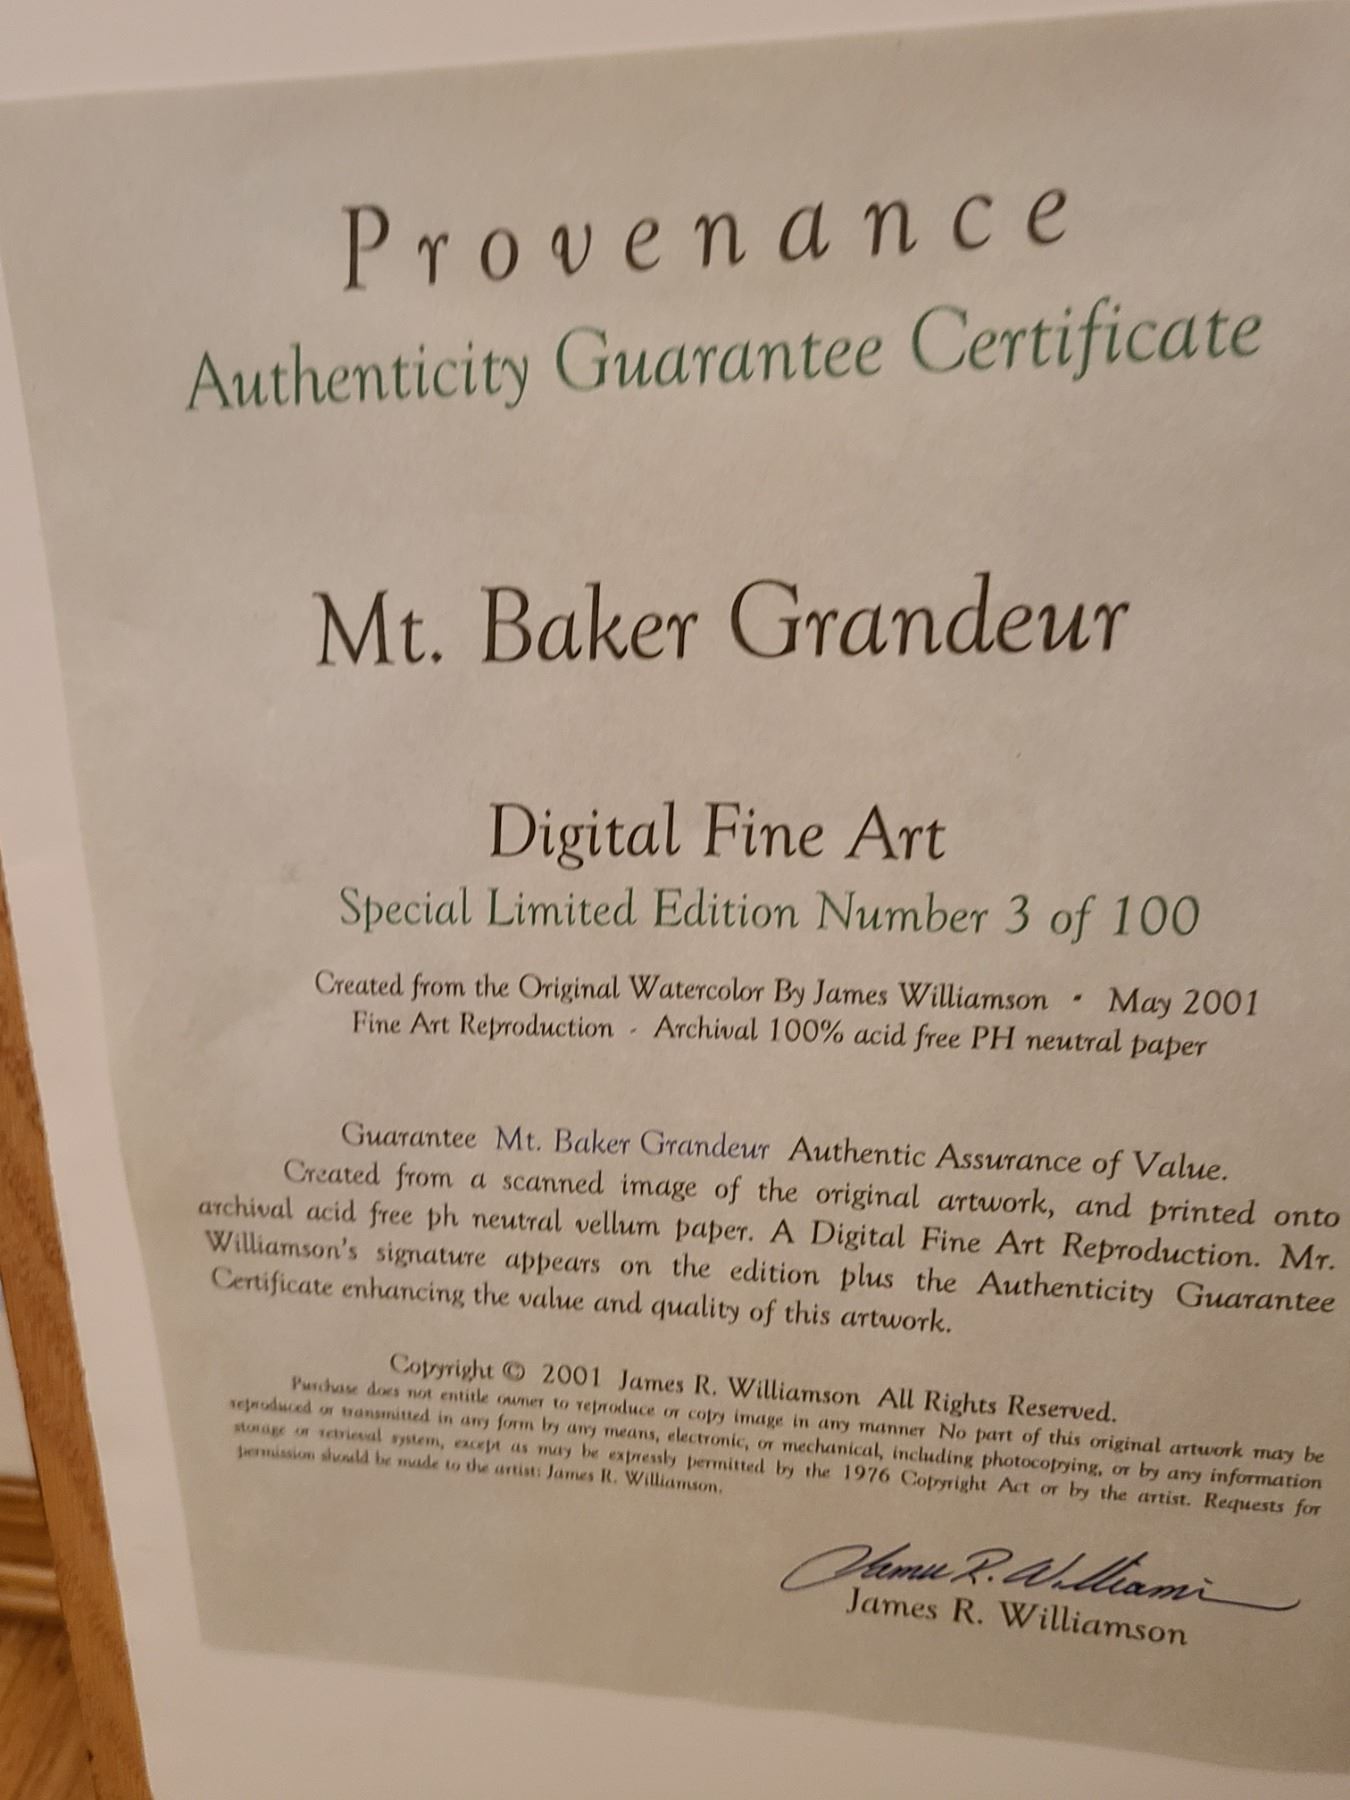 Provenance
Authenticity Guarantee Certificate
Mt. Baker Grandeur
Digital Fine Art
Special Limited Edition Number 3 of 100
Created from the Original Watercolor By James Williamson • May 2001
Fine Art Reproduction - Archival 100% acid free PH neutral paper
Guarantee Mt. Baker Grandeur Authentic Assurance of Value.
Created from a scanned image of the original artwork, and printed onto
archival acid free ph neutral vellum paper. A Digital Fine Art Reproduction. Mr.
Williamson's signature appears on the edition plus the Authenticity Guarantee
Certificate enhancing the value and quality of this artwork.
Copyright © 2001 James R. Williamson All Rights Reserved.
Purchase does not entitle owner to reproduce or copy image in any manner No part of this original artwork may be
reproduced or transmitted in any form by any means, electronic, or mechanical, including photocopying, or by any information
storage or retrieval system, except as may be expressly permitted by the 1976 Copyright Act or by the artist. Requests for
permission should be made to the artist: James R. Williamson.
James R. Williamson
James R. Williamson